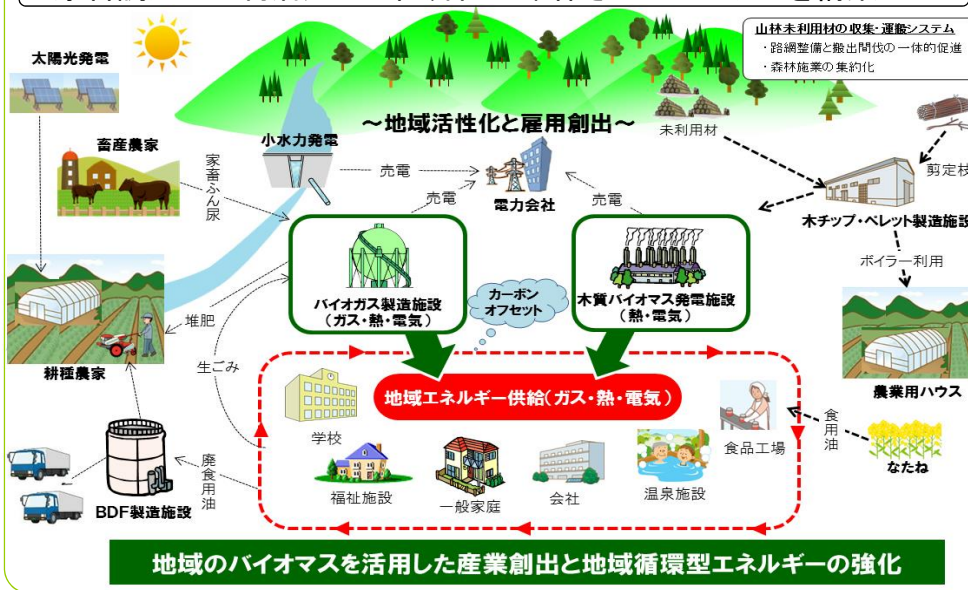 山林未利用材の収集・運搬システム
・路網整備と搬出間伐の一体的促進
・森林施業の集約化
太陽光発電
～地域活性化と雇用創出～
未利用材
小水力発電
畜産農家
家畜ふん尿
売電
売電
売電
電力会社
剪定枝
木チップ・ペレット製造施設
ボイラー利用
バイオガス製造施設
（ガス・熱・電気）
カーボン
オフセット
木質バイオマス発電施設
（熱・電気）
堆肥
生ごみ
耕種農家
地域エネルギー供給（ガス・熱・電気）
農業用ハウス
学校
食品工場
食用油
なたね
廃食用油
福祉施設
一般家庭
会社
温泉施設
BDF製造施設
地域のバイオマスを活用した産業創出と地域循環型エネルギーの強化